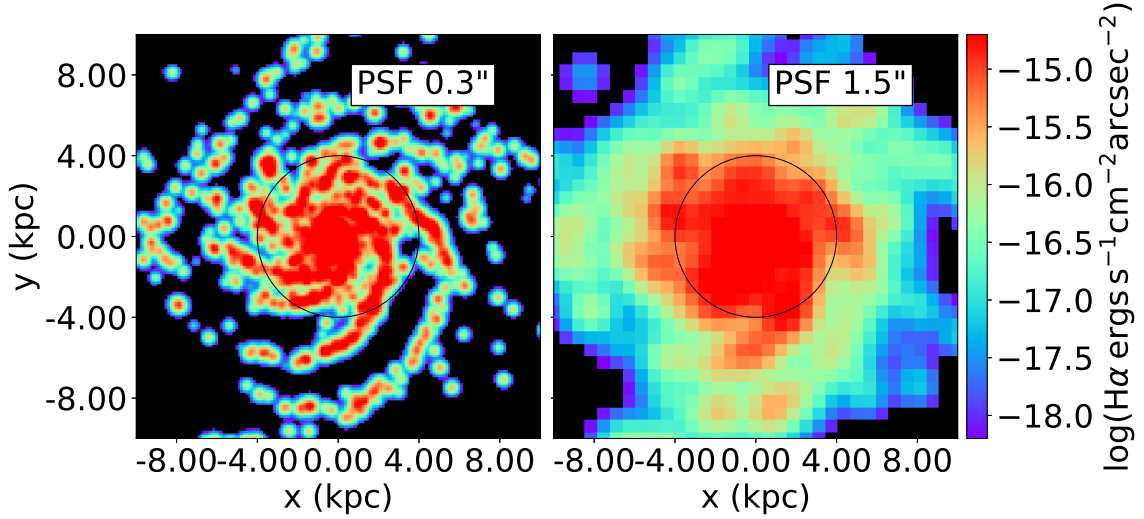 PSF 0.3"
PSF 1.5"
8.00
4.00
0.00
−4.00
−8.00
y (kpc)
-8.00 -4.00 0.00 4.00 8.00
x (kpc)
-8.00 -4.00 0.00 4.00 8.00
x (kpc)
−15.0
−15.5
−16.0
−16.5
−17.0
−17.5
−18.0
log(Hα ergs s⁻¹cm⁻²arcsec⁻²)